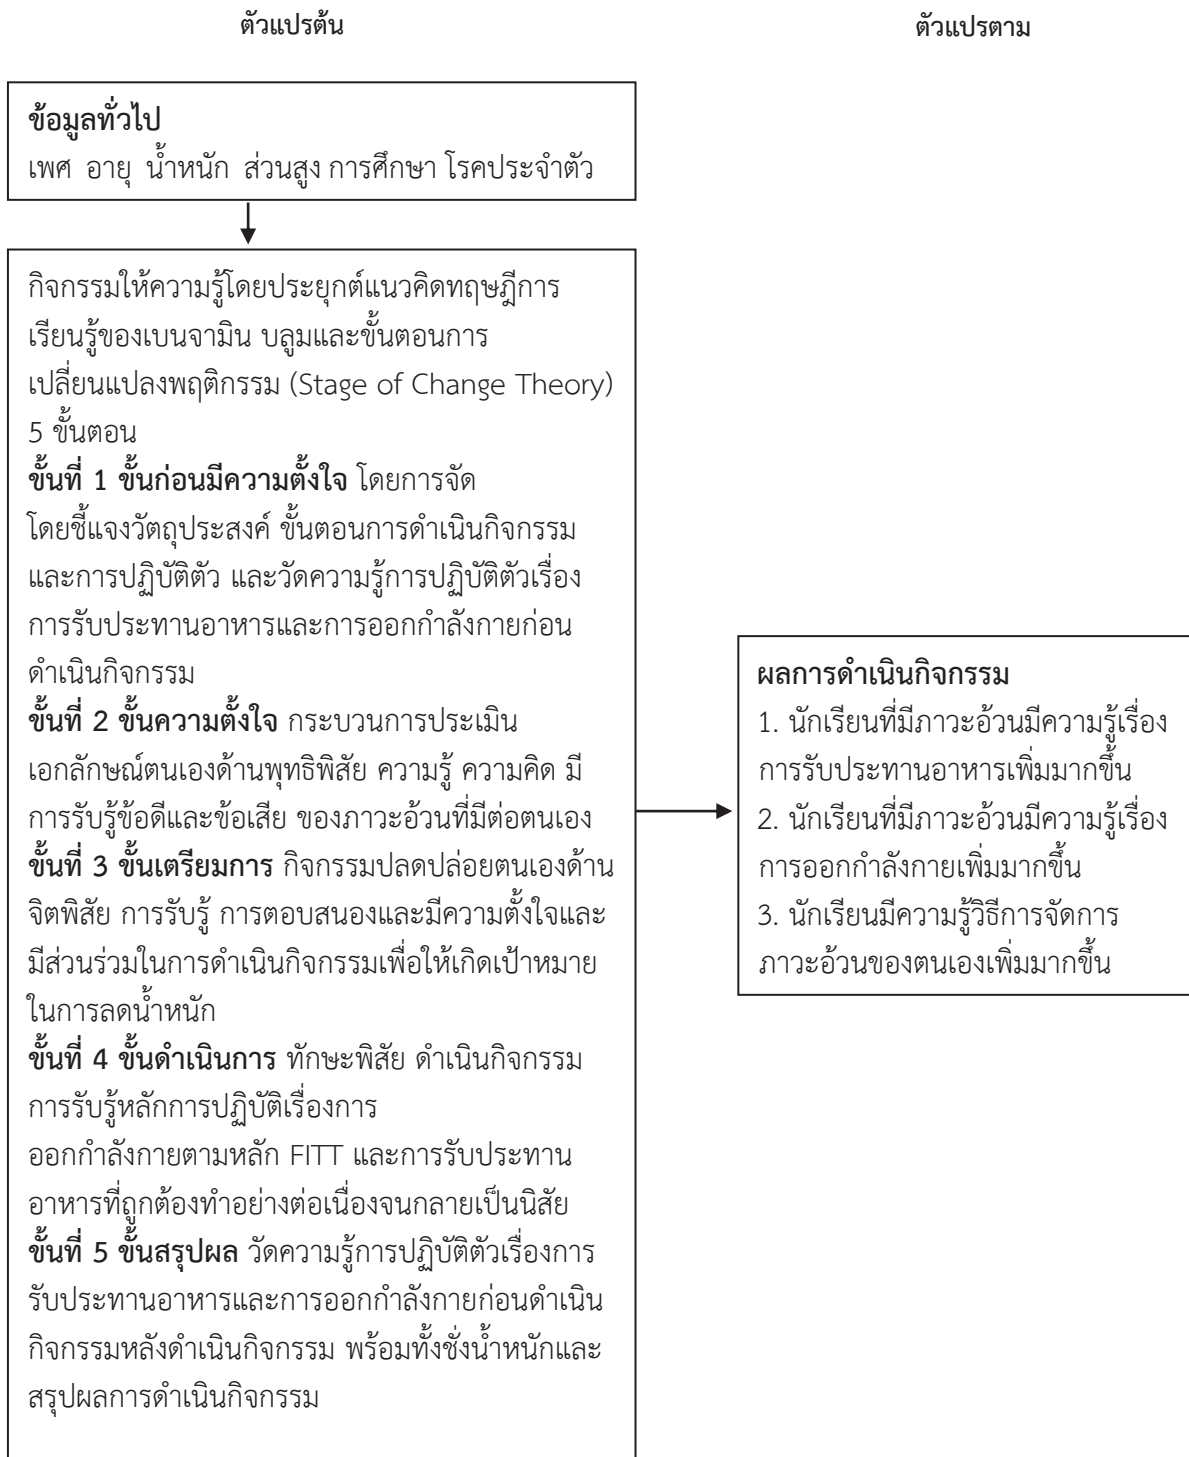 ตัวแปรต้น
ตัวแปรตาม
ข้อมูลทั่วไป
เพศ อายุ น้ำหนัก ส่วนสูง การศึกษา โรคประจำตัว
กิจกรรมให้ความรู้โดยประยุกต์แนวคิดทฤษฎีการ
เรียนรู้ของเบนจามิน บลูมและขั้นตอนการ
เปลี่ยนแปลงพฤติกรรม (Stage of Change Theory)
5 ขั้นตอน
ขั้นที่ 1 ขั้นก่อนมีความตั้งใจ โดยการจัด
โดยชี้แจงวัตถุประสงค์ ขั้นตอนการดำเนินกิจกรรม
และการปฏิบัติตัว และวัดความรู้การปฏิบัติตัวเรื่อง
การรับประทานอาหารและการออกกำลังกายก่อน
ดำเนินกิจกรรม
ขั้นที่ 2 ขั้นความตั้งใจ กระบวนการประเมิน
เอกลักษณ์ตนเองด้านพุทธิพิสัย ความรู้ ความคิด มี
การรับรู้ข้อดีและข้อเสีย ของภาวะอ้วนที่มีต่อตนเอง
ขั้นที่ 3 ขั้นเตรียมการ กิจกรรมปลดปล่อยตนเองด้าน
จิตพิสัย การรับรู้ การตอบสนองและมีความตั้งใจและ
มีส่วนร่วมในการดำเนินกิจกรรมเพื่อให้เกิดเป้าหมาย
ในการลดน้ำหนัก
ขั้นที่ 4 ขั้นดำเนินการ ทักษะพิสัย ดำเนินกิจกรรม
การรับรู้หลักการปฏิบัติเรื่องการ
ออกกำลังกายตามหลัก FITT และการรับประทาน
อาหารที่ถูกต้องทำอย่างต่อเนื่องจนกลายเป็นนิสัย
ขั้นที่ 5 ขั้นสรุปผล วัดความรู้การปฏิบัติตัวเรื่องการ
รับประทานอาหารและการออกกำลังกายก่อนดำเนิน
กิจกรรมหลังดำเนินกิจกรรม พร้อมทั้งชั่งน้ำหนักและ
สรุปผลการดำเนินกิจกรรม
ผลการดำเนินกิจกรรม
1. นักเรียนที่มีภาวะอ้วนมีความรู้เรื่อง
การรับประทานอาหารเพิ่มมากขึ้น
2. นักเรียนที่มีภาวะอ้วนมีความรู้เรื่อง
การออกกำลังกายเพิ่มมากขึ้น
3. นักเรียนมีความรู้วิธีการจัดการ
ภาวะอ้วนของตนเองเพิ่มมากขึ้น